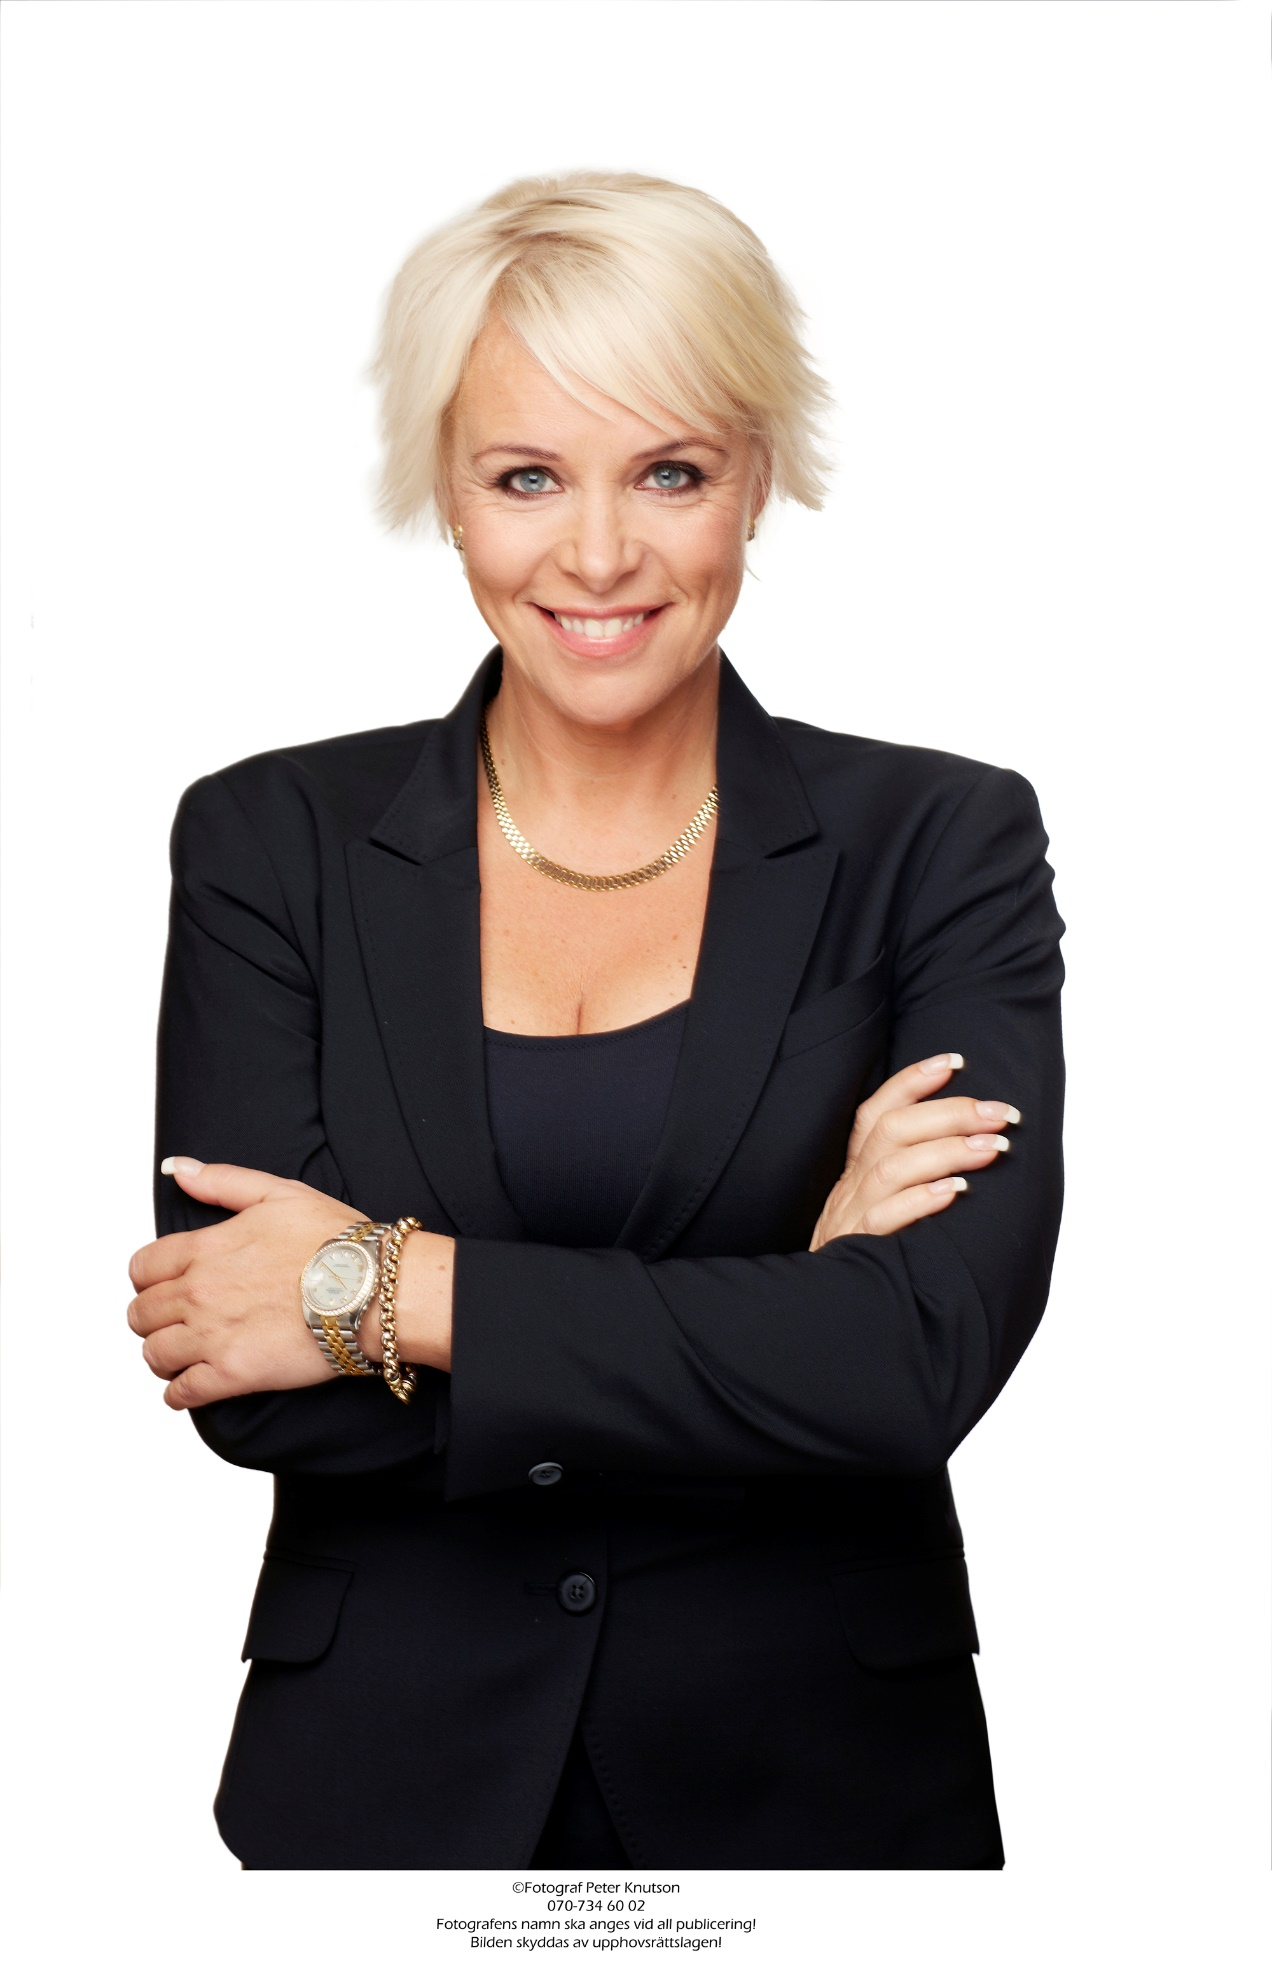 ©Fotograf Peter Knutson
070-734 60 02
Fotografens namn ska anges vid all publicering!
Bilden skyddas av upphovsrättslagen!